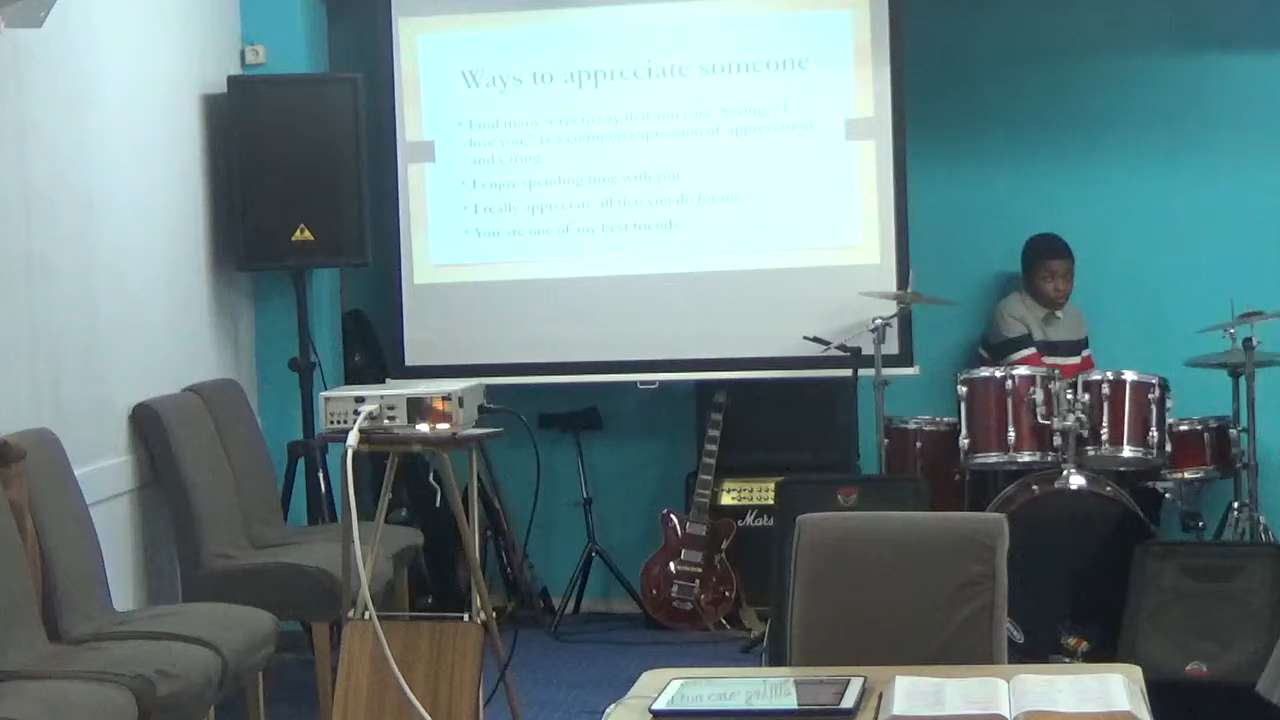 Ways to appreciate someone
• Find many ways to say that you care. Saying, "I
love you," is a common expression of appreciation
and caring.
• I enjoy spending time with you.
• I really appreciate all that you do for me.
• You are one of my best friends.
Mars